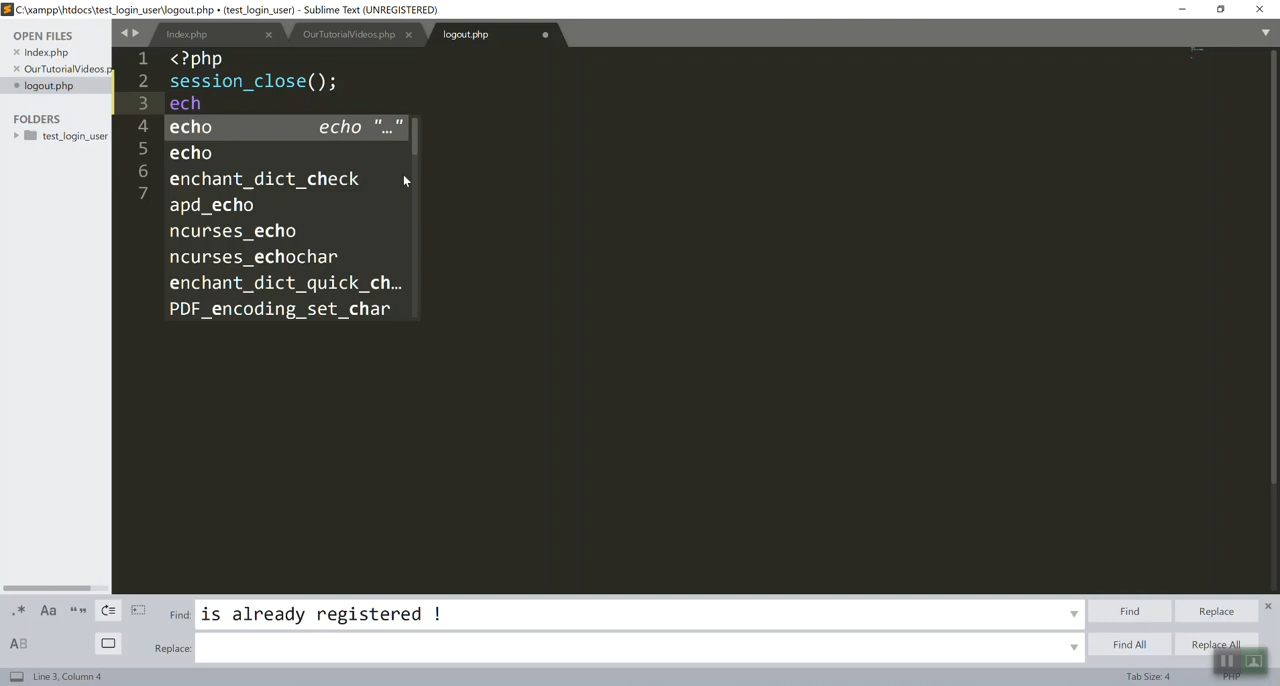 C:\xampp\htdocs\test_login_user\logout.php • (test_login_user) - Sublime Text (UNREGISTERED)
OPEN FILES
Index.php
OurTutorialVideos.p
logout.php
FOLDERS
test_login_user
Index.php
OurTutorialVideos.php
logout.php
1 <?php
2 session_close();
3 ech
4
5
6
7
echo echo "…"
echo
enchant_dict_check
apd_echo
ncurses_echo
ncurses_echochar
enchant_dict_quick_ch…
PDF_encoding_set_char
.* Aa “”
Find: is already registered !
Find
Replace
AB
Replace:
Find All
Replace All
Line 3, Column 4
Tab Size: 4
PHP